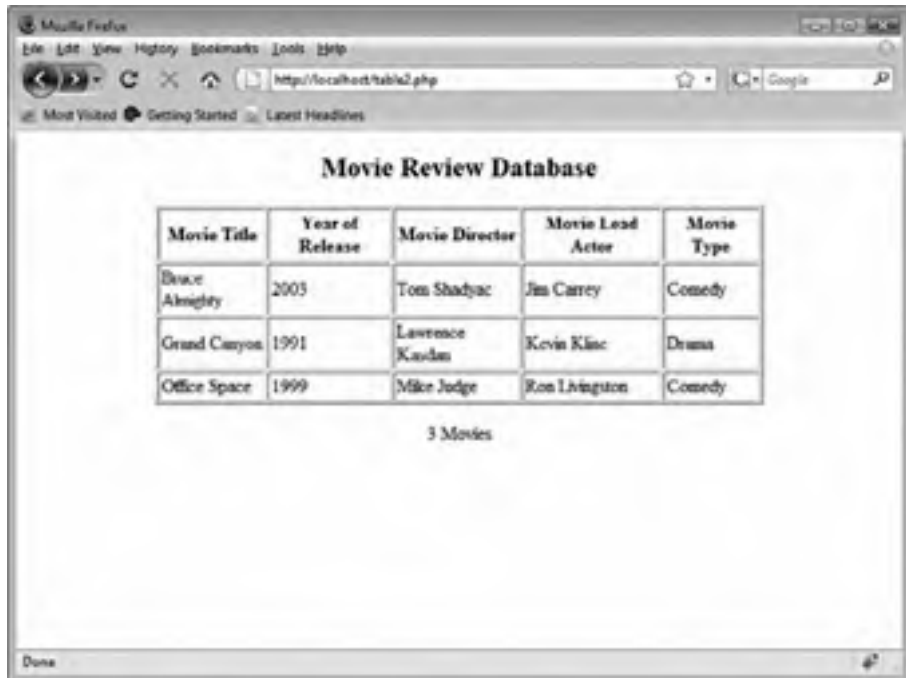 Mozilla Firefox
File Edit View History Bookmarks Tools Help
http://localhost/table2.php
Google
Most Visited Getting Started Latest Headlines
Movie Review Database
Movie Title Year of Release Movie Director Movie Lead Actor Movie Type
Bruce Almighty 2003 Tom Shadyac Jim Carrey Comedy
Grand Canyon 1991 Lawrence Kasdan Kevin Kline Drama
Office Space 1999 Mike Judge Ron Livingston Comedy
3 Movies
Done